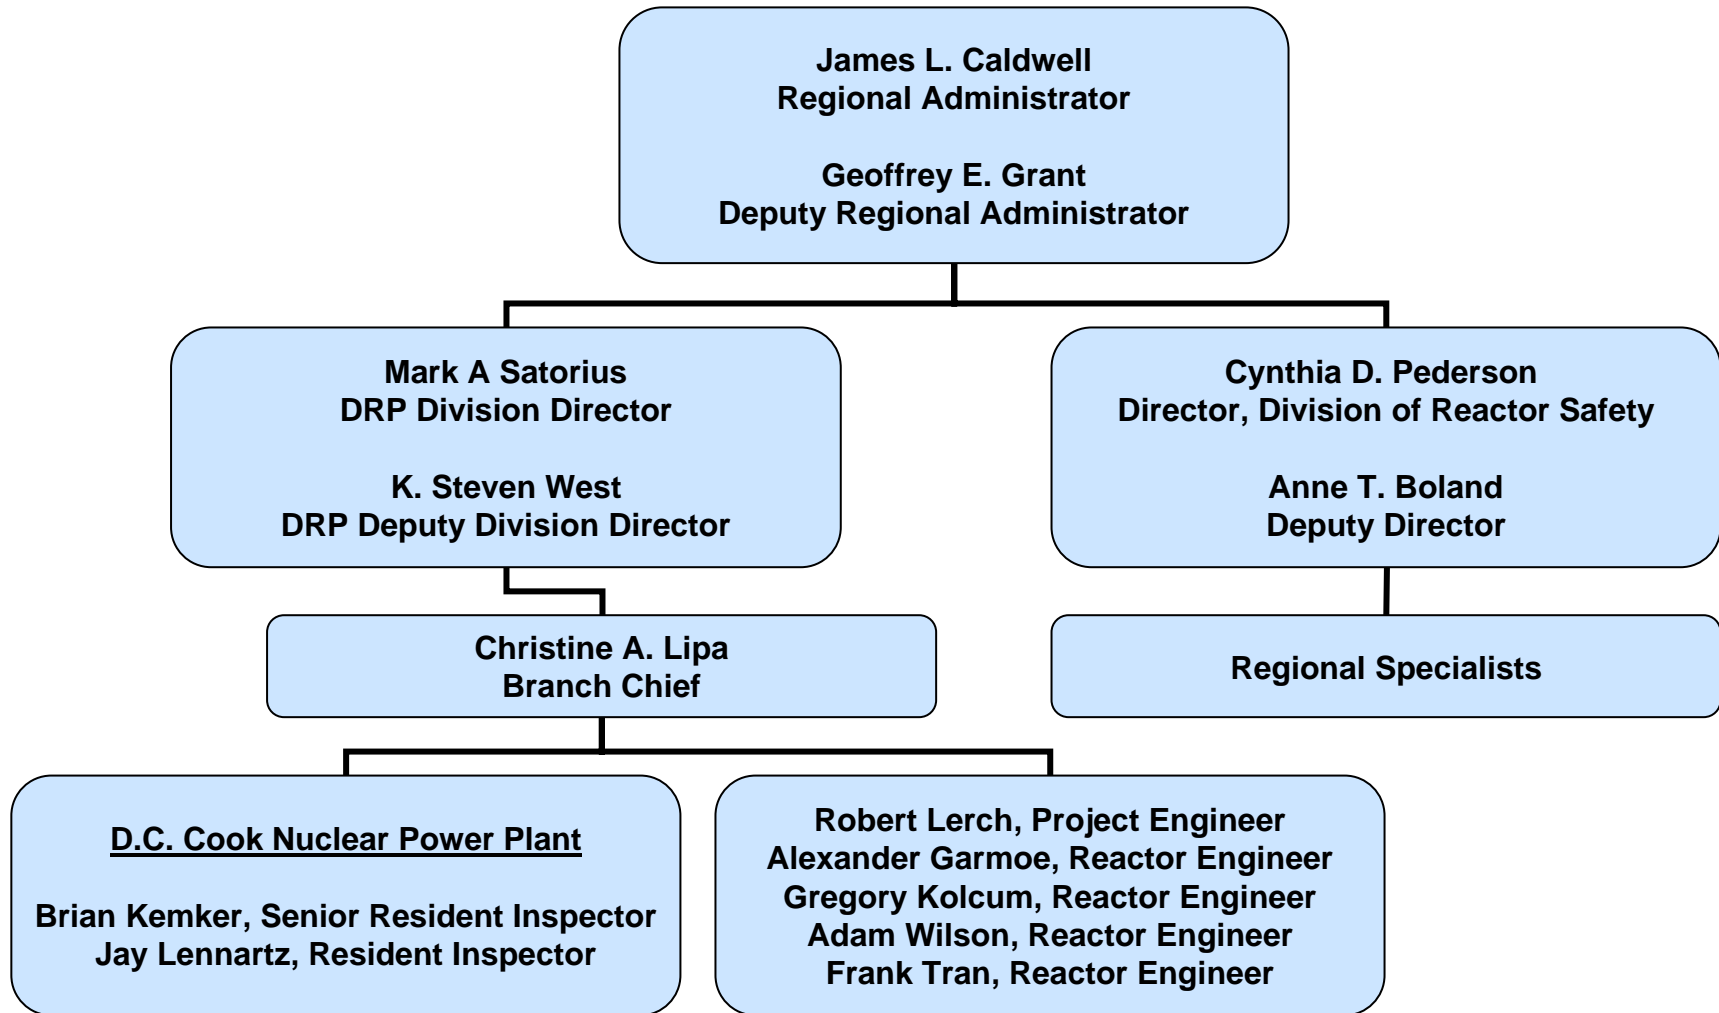 James L. Caldwell
Regional Administrator
Geoffrey E. Grant
Deputy Regional Administrator
Mark A Satorius
DRP Division Director
K. Steven West
DRP Deputy Division Director
Cynthia D. Pederson
Director, Division of Reactor Safety
Anne T. Boland
Deputy Director
Christine A. Lipa
Branch Chief
Regional Specialists
D.C. Cook Nuclear Power Plant
Brian Kemker, Senior Resident Inspector
Jay Lennartz, Resident Inspector
Robert Lerch, Project Engineer
Alexander Garmoe, Reactor Engineer
Gregory Kolcum, Reactor Engineer
Adam Wilson, Reactor Engineer
Frank Tran, Reactor Engineer